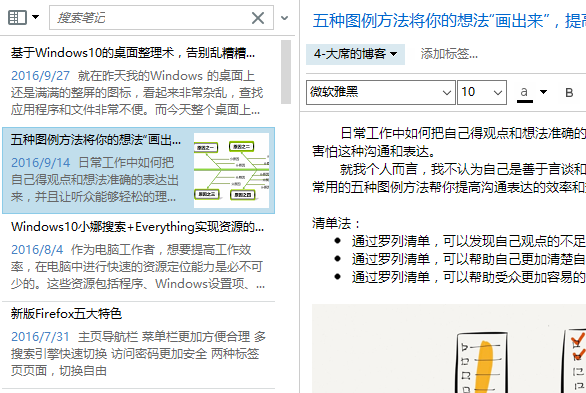 搜索笔记
基于Windows10的桌面整理术，告别乱糟糟...
2016/9/27 就在昨天我的Windows 的桌面上
还是满满的整屏的图标，看起来非常杂乱，查找
应用程序和文件非常不便。而今天整个桌面上...
五种图例方法将你的想法“画出...
2016/9/14 日常工作中如何把
自己得观点和想法准确的表达出
来，并且让听众能够轻松的理...
原因之一
原因之二
原因之三
原因之四
Windows10小娜搜索+Everything实现资源的...
2016/8/4 作为电脑工作者，想要提高工作效
率，在电脑中进行快速的资源定位能力是必不可
少的。这些资源包括程序、Windows设置项、...
新版Firefox五大特色
2016/7/31 主页导航栏 菜单栏更加方便合理 多
搜索引擎快速切换 访问密码更加安全 两种标签
页页面，切换自由
五种图例方法将你的想法“画出来”，提高
4-大席的博客
添加标签...
微软雅黑
10
a
B
日常工作中如何把自己得观点和想法准确的
害怕这种沟通和表达。
就我个人而言，我不认为自己是善于言谈和
常用的五种图例方法帮你提高沟通表达的效率和
清单法：
通过罗列清单，可以发现自己观点的不足
通过罗列清单，可以帮助自己更加清楚自
通过罗列清单，可以帮助受众更加容易的